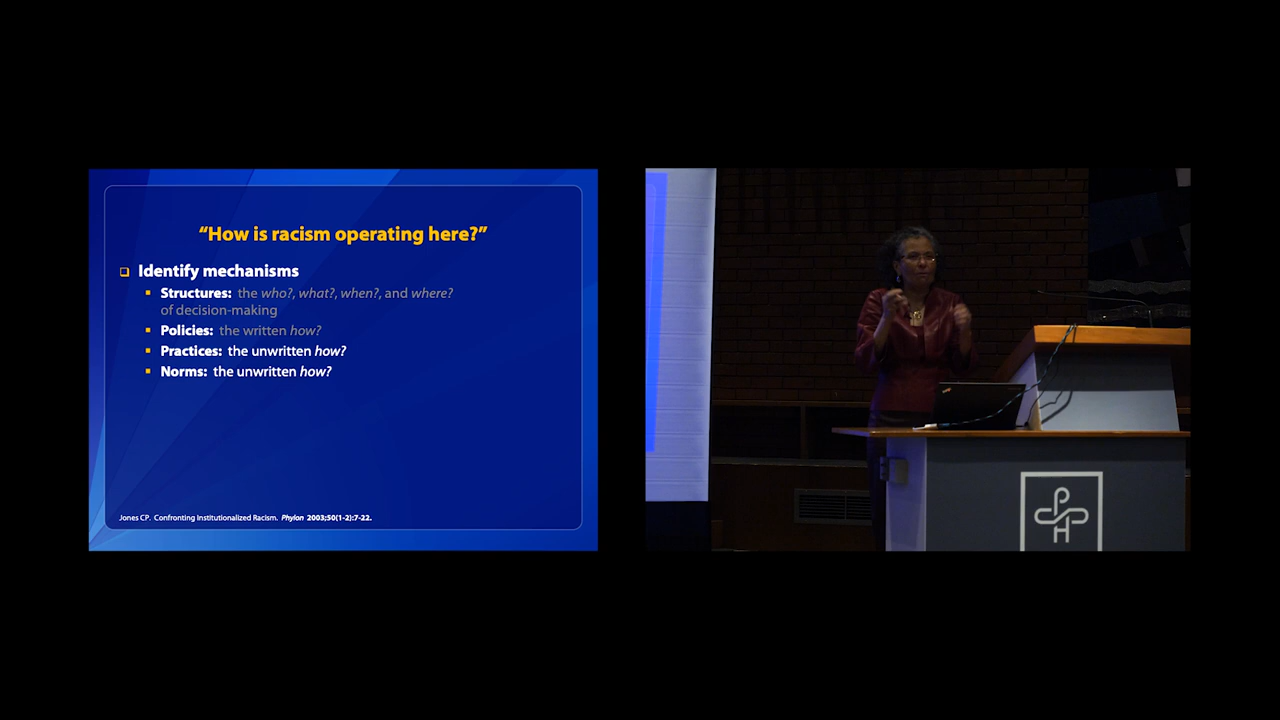 “How is racism operating here?”
❑ Identify mechanisms
▪ Structures: the who?, what?, when?, and where?
of decision-making
▪ Policies: the written how?
▪ Practices: the unwritten how?
▪ Norms: the unwritten how?
Jones CP. Confronting Institutionalized Racism. Phylon 2003;50(1-2):7-22.
P
H